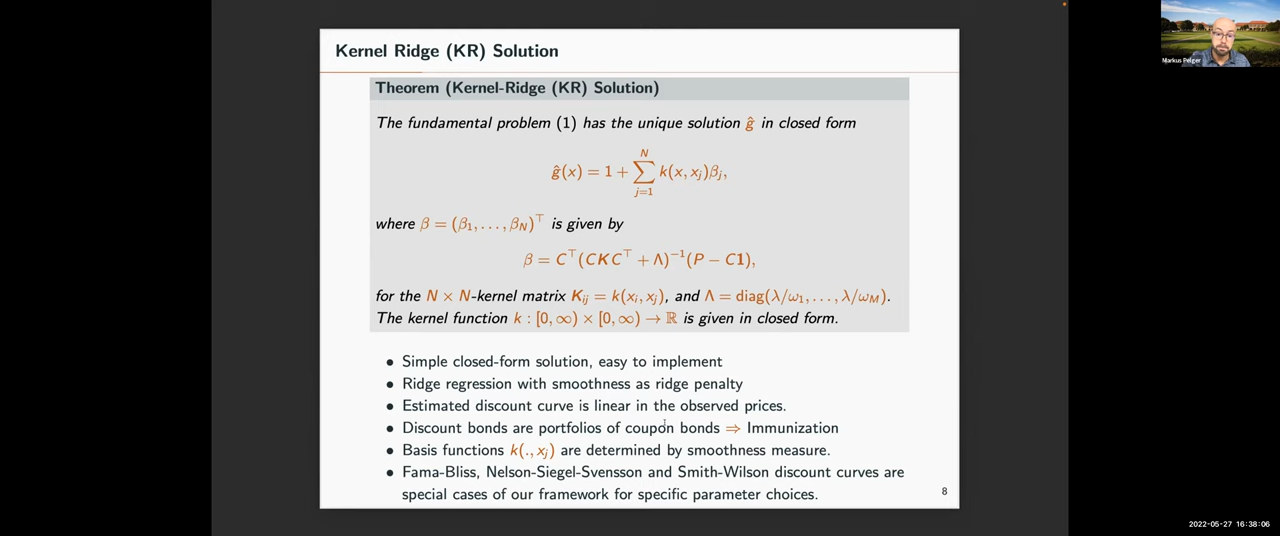 Kernel Ridge (KR) Solution
Theorem (Kernel-Ridge (KR) Solution)
The fundamental problem (1) has the unique solution ĝ in closed form
ĝ(x) = 1 + ∑_{j=1}^{N} k(x, x_j)β_j,
where β = (β_1, . . . , β_N)^⊤ is given by
β = C^⊤(CKC^⊤ + Λ)^{-1}(P − C1),
for the N × N-kernel matrix K_{ij} = k(x_i, x_j), and Λ = diag(λ/ω_1, . . . , λ/ω_M).
The kernel function k : [0, ∞) × [0, ∞) → ℝ is given in closed form.
• Simple closed-form solution, easy to implement
• Ridge regression with smoothness as ridge penalty
• Estimated discount curve is linear in the observed prices.
• Discount bonds are portfolios of coupon bonds ⇒ Immunization
• Basis functions k(., x_j) are determined by smoothness measure.
• Fama-Bliss, Nelson-Siegel-Svensson and Smith-Wilson discount curves are
special cases of our framework for specific parameter choices.
8
Markus Pelger
2022-05-27 16:38:06